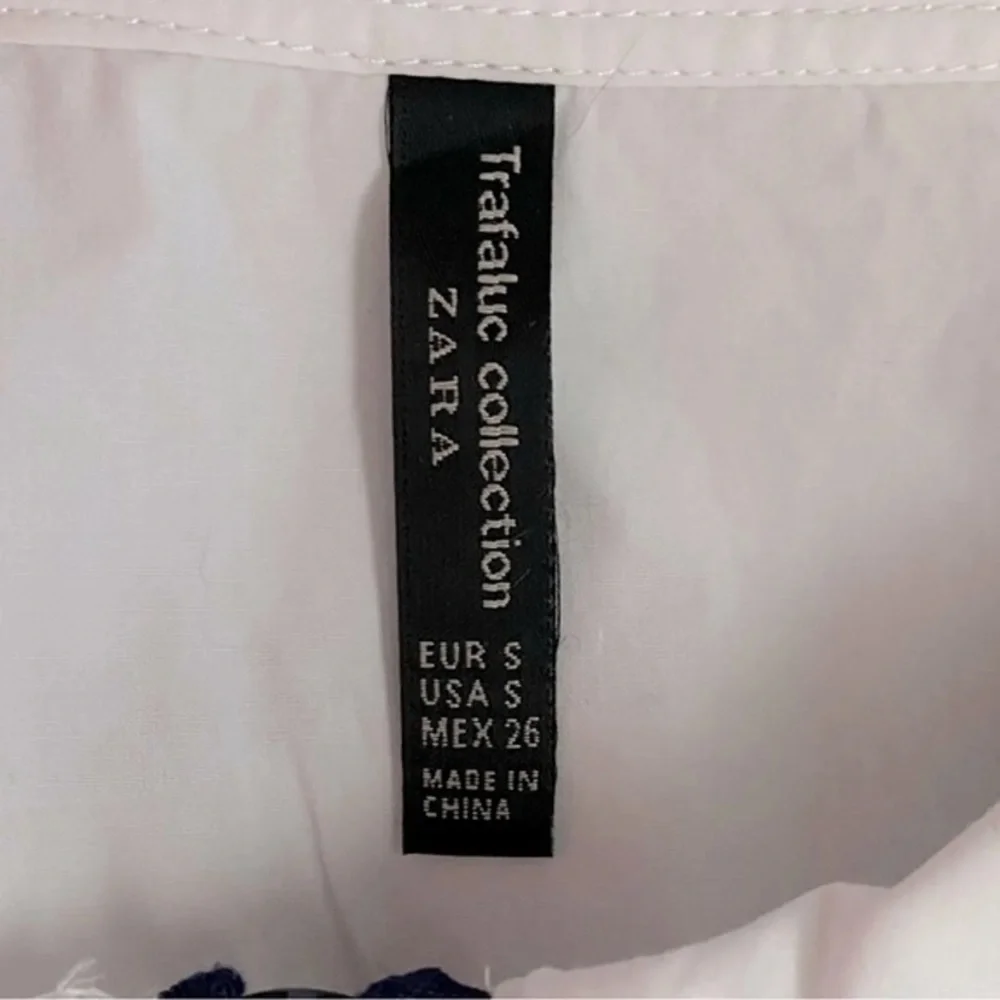 Trafaluc collection
ZARA
EUR S
USA S
MEX 26
MADE IN
CHINA